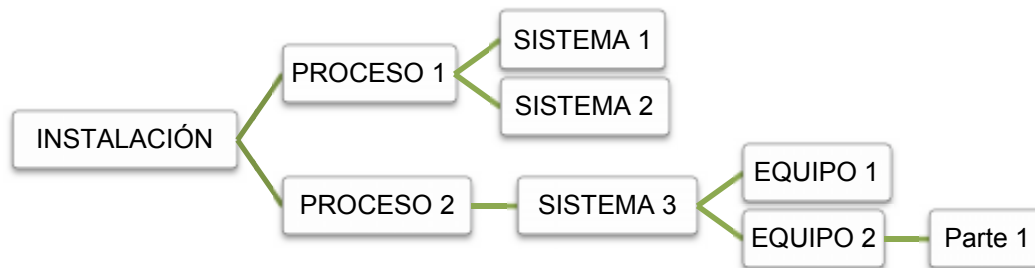 SISTEMA 1
PROCESO 1
SISTEMA 2
INSTALACIÓN
EQUIPO 1
PROCESO 2
SISTEMA 3
EQUIPO 2
Parte 1